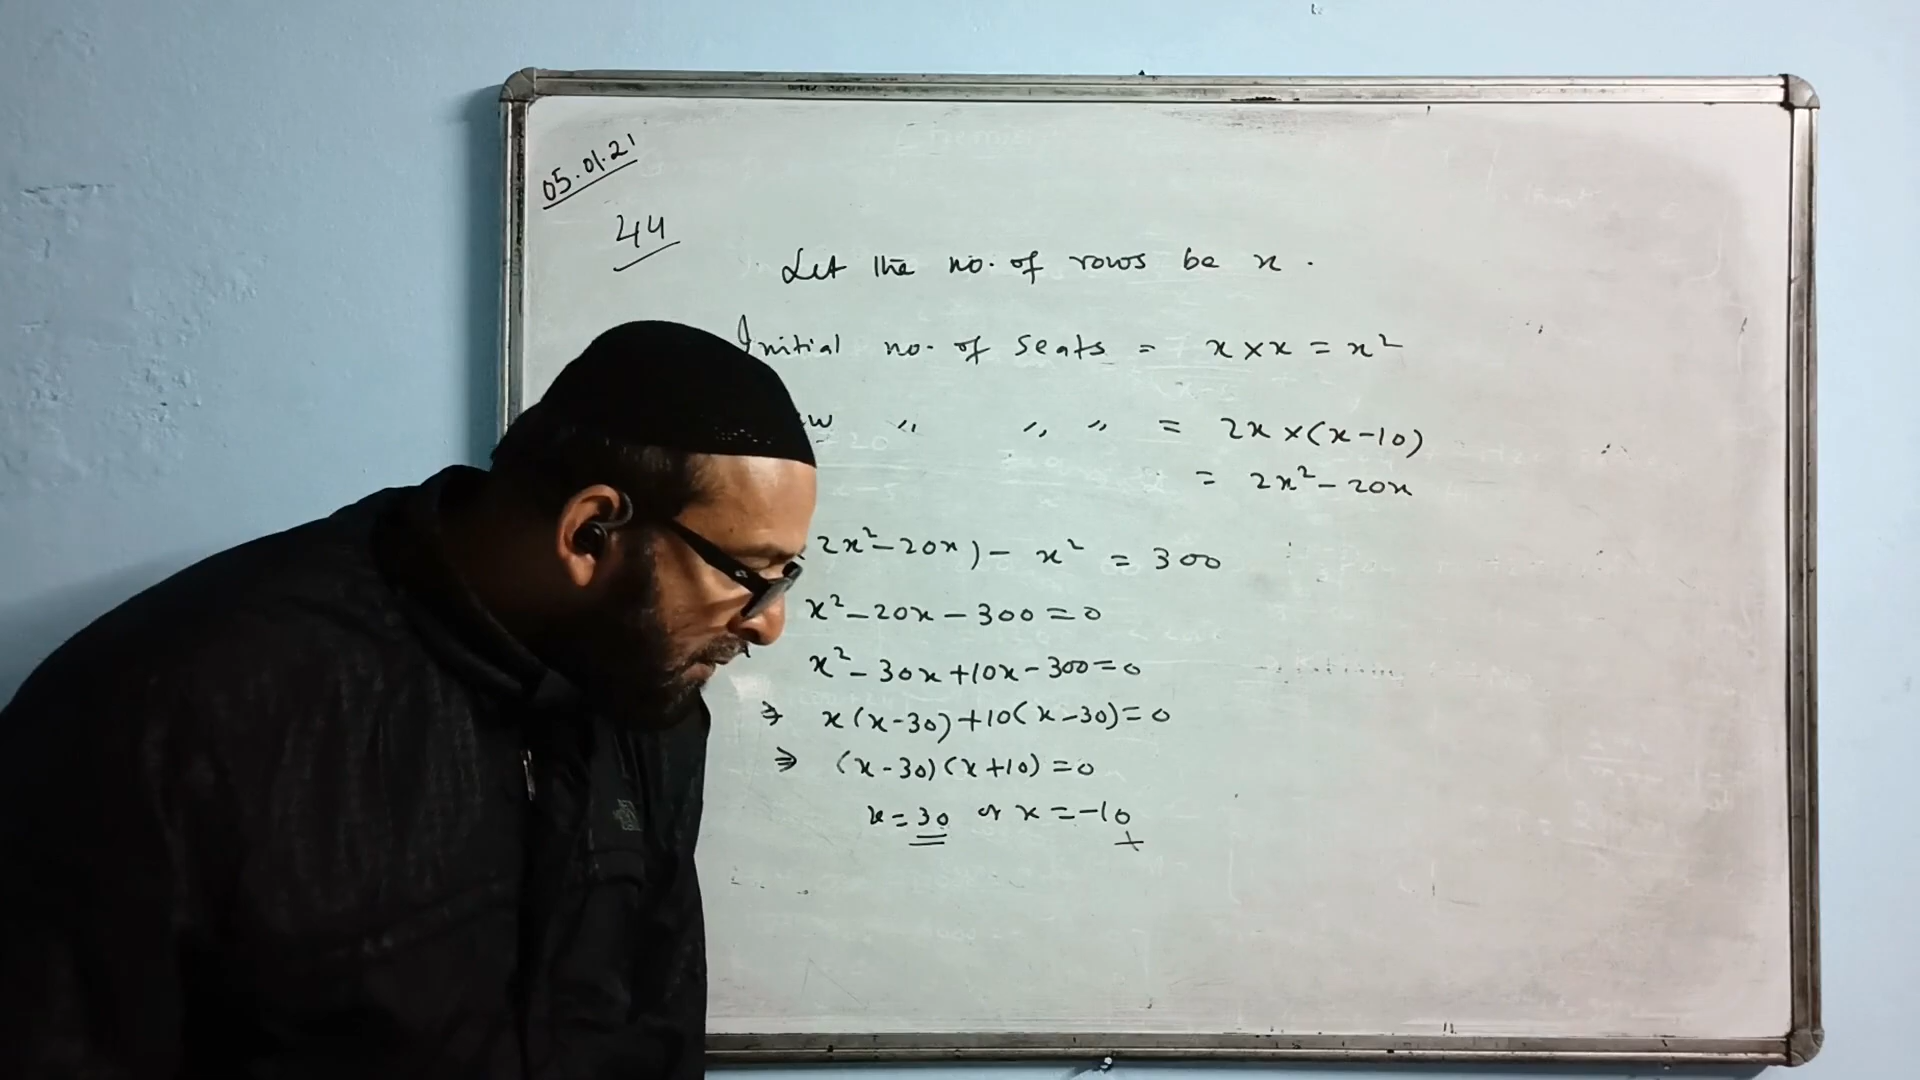 05.01.21
44
Let the no. of rows be x.
Initial no. of seats = x × x = x²
w " " " = 2x × (x-10)
= 2x² - 20x
2x² - 20x) - x² = 300
x² - 20x - 300 = 0
x² - 30x + 10x - 300 = 0
⇒ x(x-30) + 10(x-30) = 0
⇒ (x-30)(x+10) = 0
x = 30 or x = -10